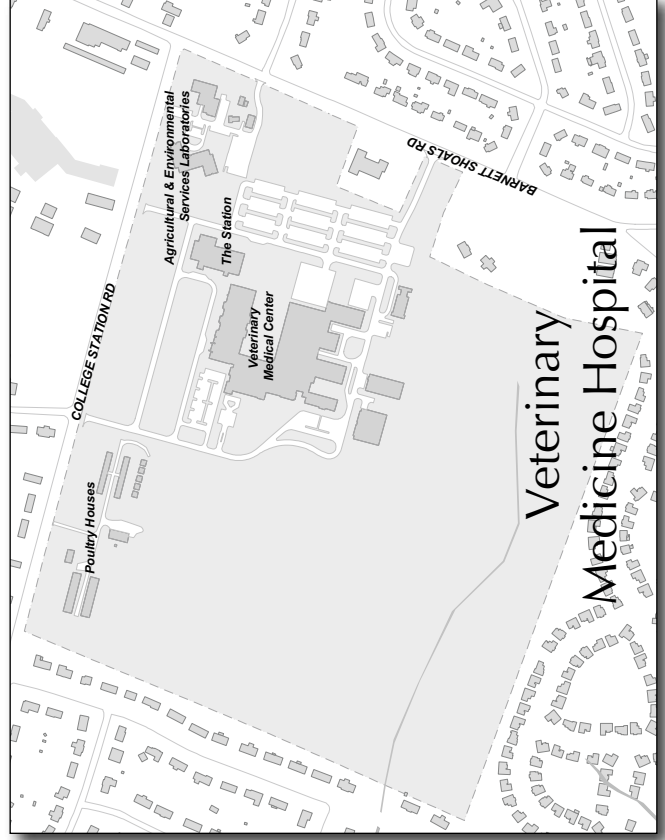 COLLEGE STATION RD
Agricultural & Environmental
Services Laboratories
The Station
Veterinary
Medical Center
Poultry Houses
BARNETT SHOALS RD
Veterinary
Medicine Hospital